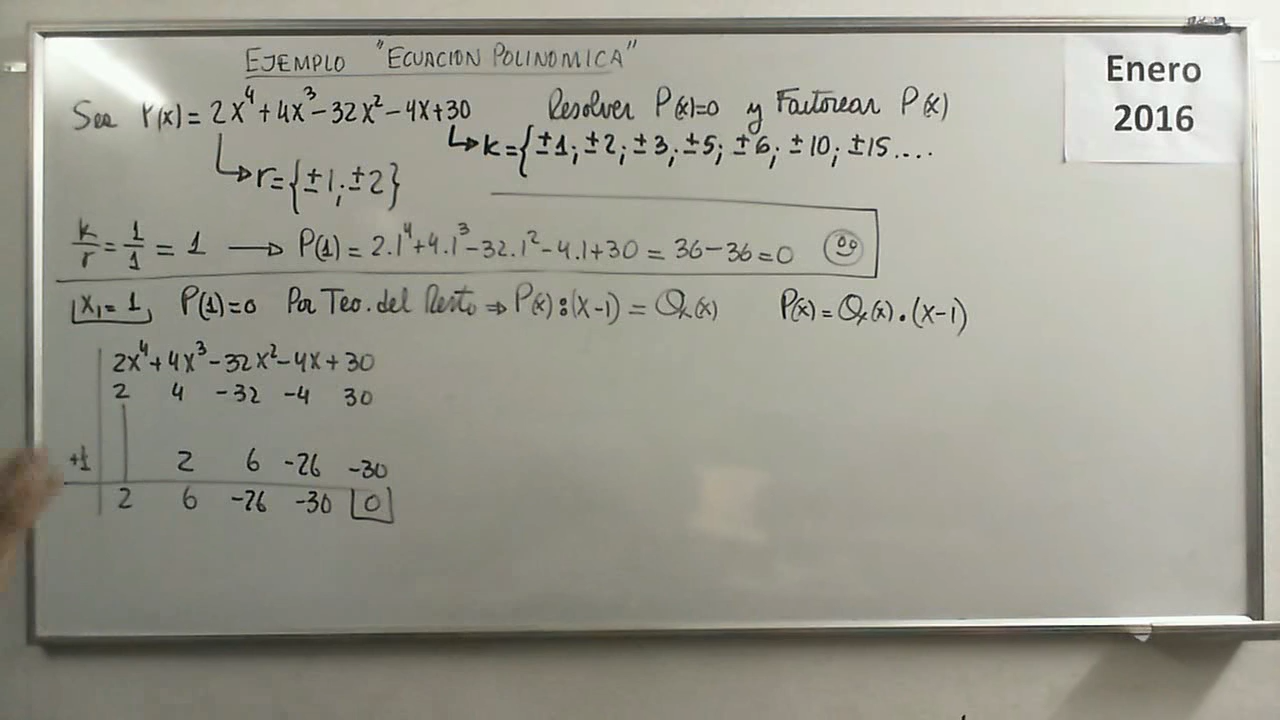 EJEMPLO "ECUACION POLINOMICA"
Enero
2016
Sea P(x) = 2x⁴+4x³-32x²-4x+30 Resolver P(x)=0 y Factorear P(x)
↳ k={±1; ±2; ±3; ±5; ±6; ±10; ±15....
↳ r={±1; ±2}
k/r = 1/1 = 1 → P(1) = 2.1⁴+4.1³-32.1²-4.1+30 = 36-36=0
x₁=1 P(1)=0 Por Teo. del Resto ⇒ P(x):(x-1) = Q(x) P(x)=Q(x).(x-1)
2x⁴+4x³-32x²-4x+30
2 4 -32 -4 30
+1 2 6 -26 -30
2 6 -26 -30 0